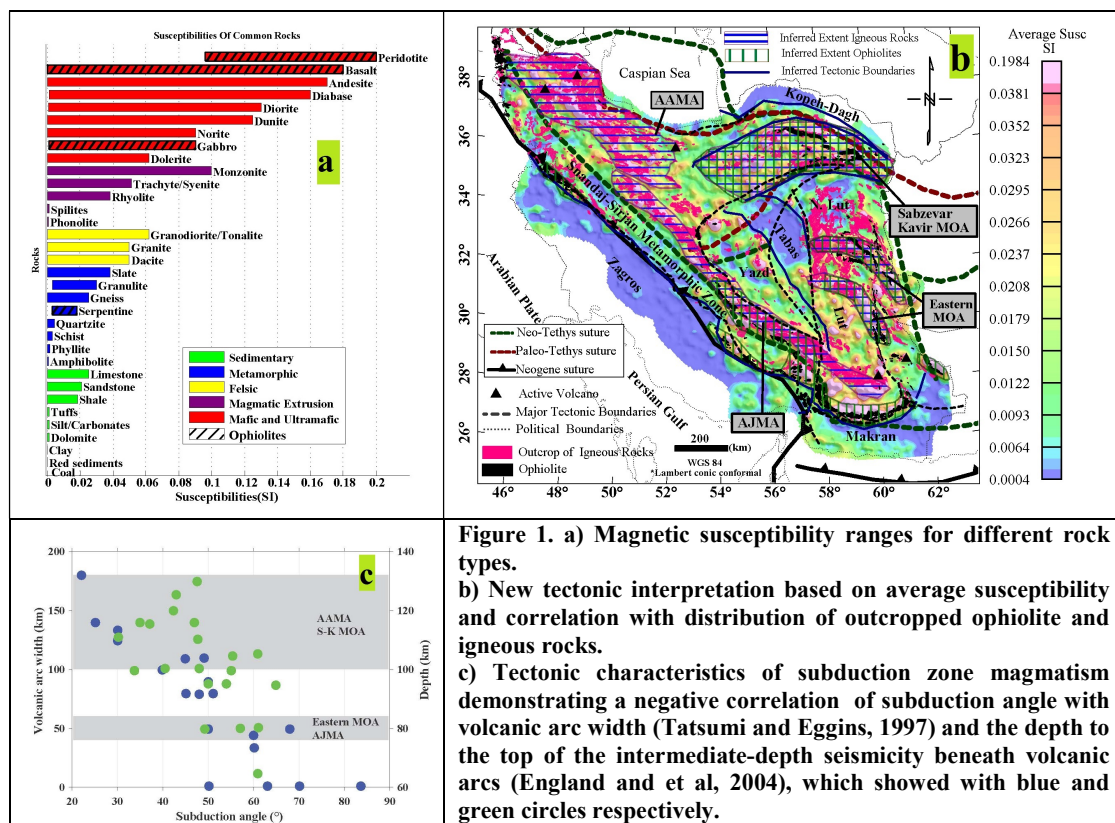 Susceptibilities Of Common Rocks
Peridotite
Basalt
Andesite
Diabase
Diorite
Dunite
Norite
Gabbro
Dolerite
Monzonite
Trachyte/Syenite
Rhyolite
Spilites
Phonolite
Granodiorite/Tonalite
Granite
Dacite
Slate
Granulite
Gneiss
Serpentine
Quartzite
Schist
Phyllite
Amphibolite
Limestone
Sandstone
Shale
Tuffs
Silt/Carbonates
Dolomite
Clay
Red sediments
Coal
Rocks
a
Sedimentary
Metamorphic
Felsic
Magmatic Extrusion
Mafic and Ultramafic
Ophiolites
0 0.02 0.04 0.06 0.08 0.1 0.12 0.14 0.16 0.18 0.2
Susceptibilities(SI)
Inferred Extent Igneous Rocks
Inferred Extent Ophiolites
Inferred Tectonic Boundaries
b
N
Caspian Sea
AAMA
Kopeh-Dagh
Sanandaj-Sirjan Metamorphic Zone
N-Lut
Sabzevar
Kavir MOA
Tabas
Yazd
Zagros
Arabian Plate
Lut
Eastern
MOA
Persian Gulf
AJMA
Makran
Neo-Tethys suture
Paleo-Tethys suture
Neogene suture
Active Volcano
Major Tectonic Boundaries
Political Boundaries
Outcrop of Igneous Rocks
Ophiolite
200
(km)
WGS 84
*Lambert conic conformal
38°
36°
34°
32°
30°
28°
26°
46° 48° 50° 52° 54° 56° 58° 60° 62°
Average Susc
SI
0.1984
0.0381
0.0352
0.0323
0.0295
0.0266
0.0237
0.0208
0.0179
0.0150
0.0122
0.0093
0.0064
0.0004
c
Volcanic arc width (km)
200
150
100
50
0
AAMA
S-K MOA
Eastern MOA
AJMA
140
120
100
80
60
Depth (km)
20 30 40 50 60 70 80 90
Subduction angle (°)
Figure 1. a) Magnetic susceptibility ranges for different rock
types.
b) New tectonic interpretation based on average susceptibility
and correlation with distribution of outcropped ophiolite and
igneous rocks.
c) Tectonic characteristics of subduction zone magmatism
demonstrating a negative correlation of subduction angle with
volcanic arc width (Tatsumi and Eggins, 1997) and the depth to
the top of the intermediate-depth seismicity beneath volcanic
arcs (England and et al, 2004), which showed with blue and
green circles respectively.